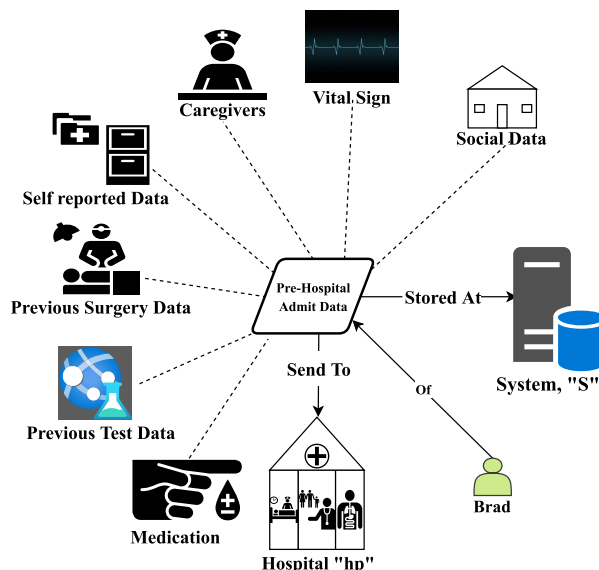 Caregivers
Vital Sign
Social Data
Self reported Data
Previous Surgery Data
Pre-Hospital
Admit Data
Stored At
System, "S"
Send To
Of
Previous Test Data
Medication
Brad
Hospital "hp"